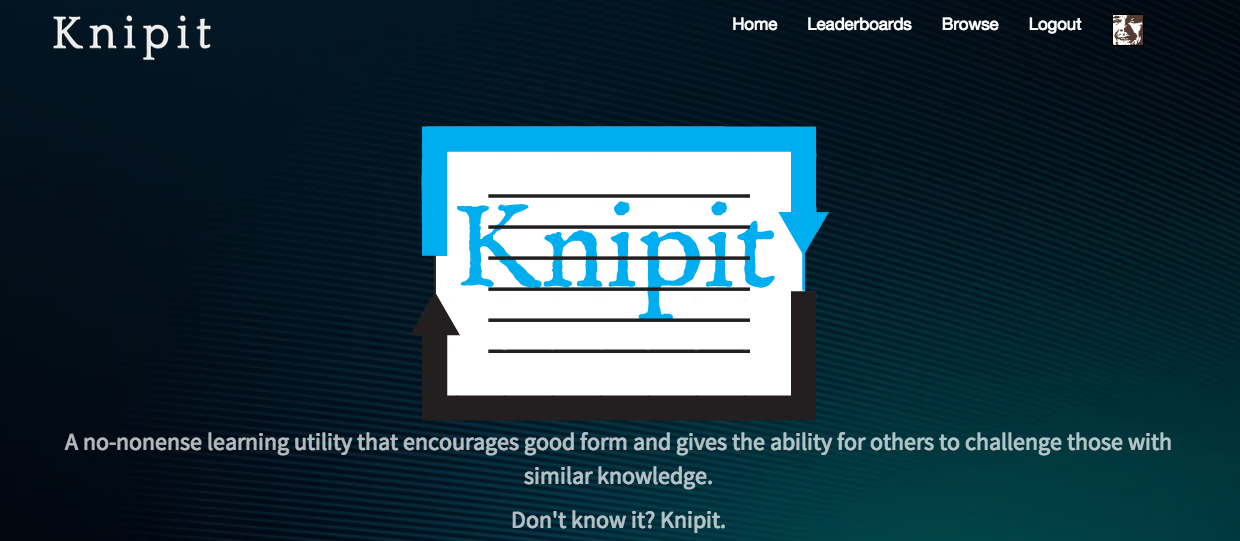 Knipit
Home Leaderboards Browse Logout
Knipit
A no-nonense learning utility that encourages good form and gives the ability for others to challenge those with
similar knowledge.
Don't know it? Knipit.